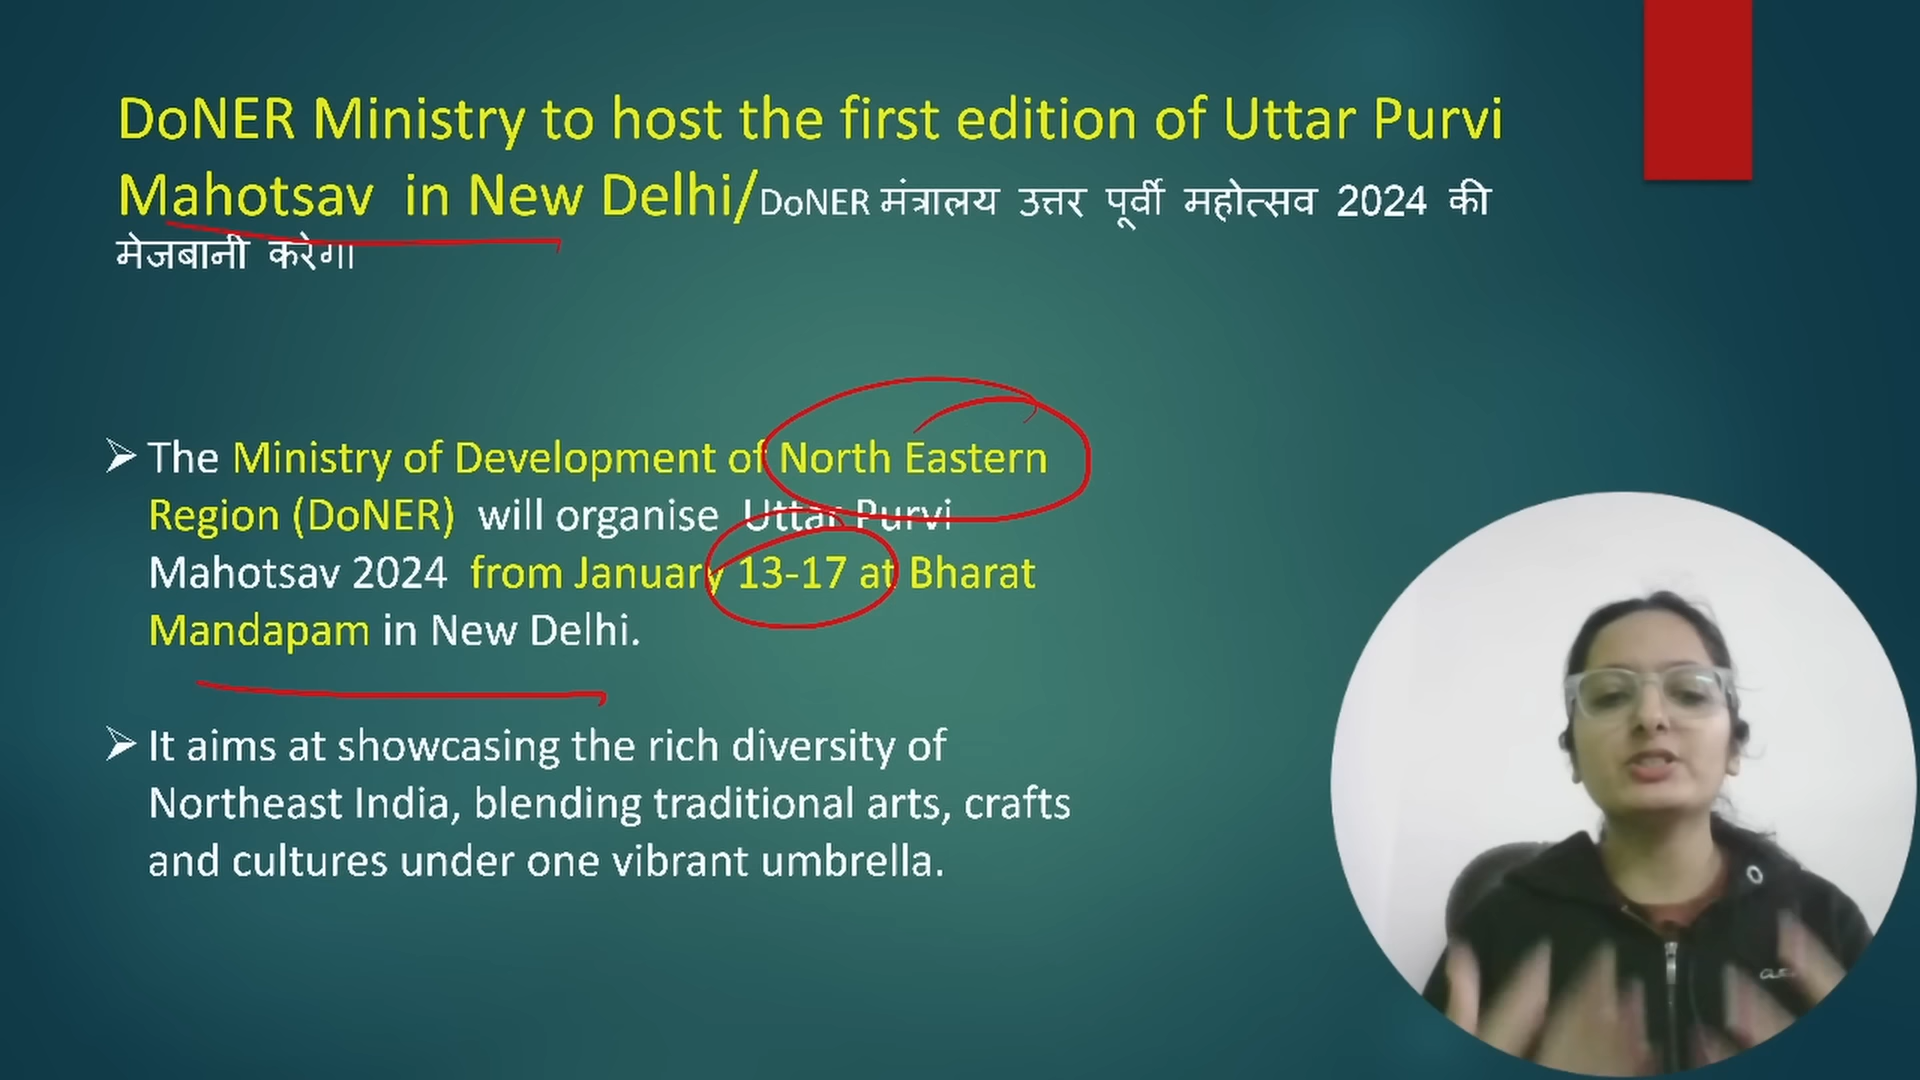 DoNER Ministry to host the first edition of Uttar Purvi
Mahotsav in New Delhi/DoNER मंत्रालय उत्तर पूर्वी महोत्सव 2024 की
मेजबानी करेगा
The Ministry of Development of North Eastern
Region (DoNER) will organise Uttar Purvi
Mahotsav 2024 from January 13-17 at Bharat
Mandapam in New Delhi.
It aims at showcasing the rich diversity of
Northeast India, blending traditional arts, crafts
and cultures under one vibrant umbrella.